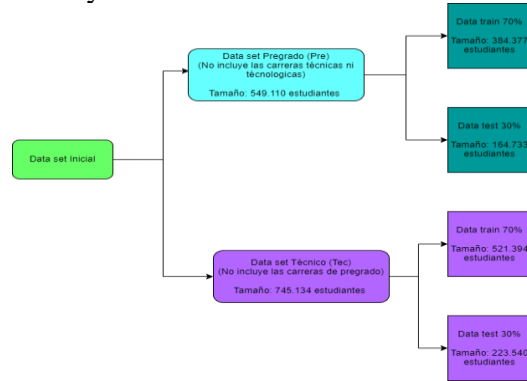 Data set Inicial
Data set Pregrado (Pre)
(No incluye las carreras técnicas ni
técnologicas)
Tamaño: 549.110 estudiantes
Data train 70%
Tamaño: 384.377
estudiantes
Data test 30%
Tamaño: 164.733
estudiantes
Data set Técnico (Tec)
(No incluye las carreras de pregrado)
Tamaño: 745.134 estudiantes
Data train 70%
Tamaño: 521.394
estudiantes
Data test 30%
Tamaño: 223.540
estudiantes